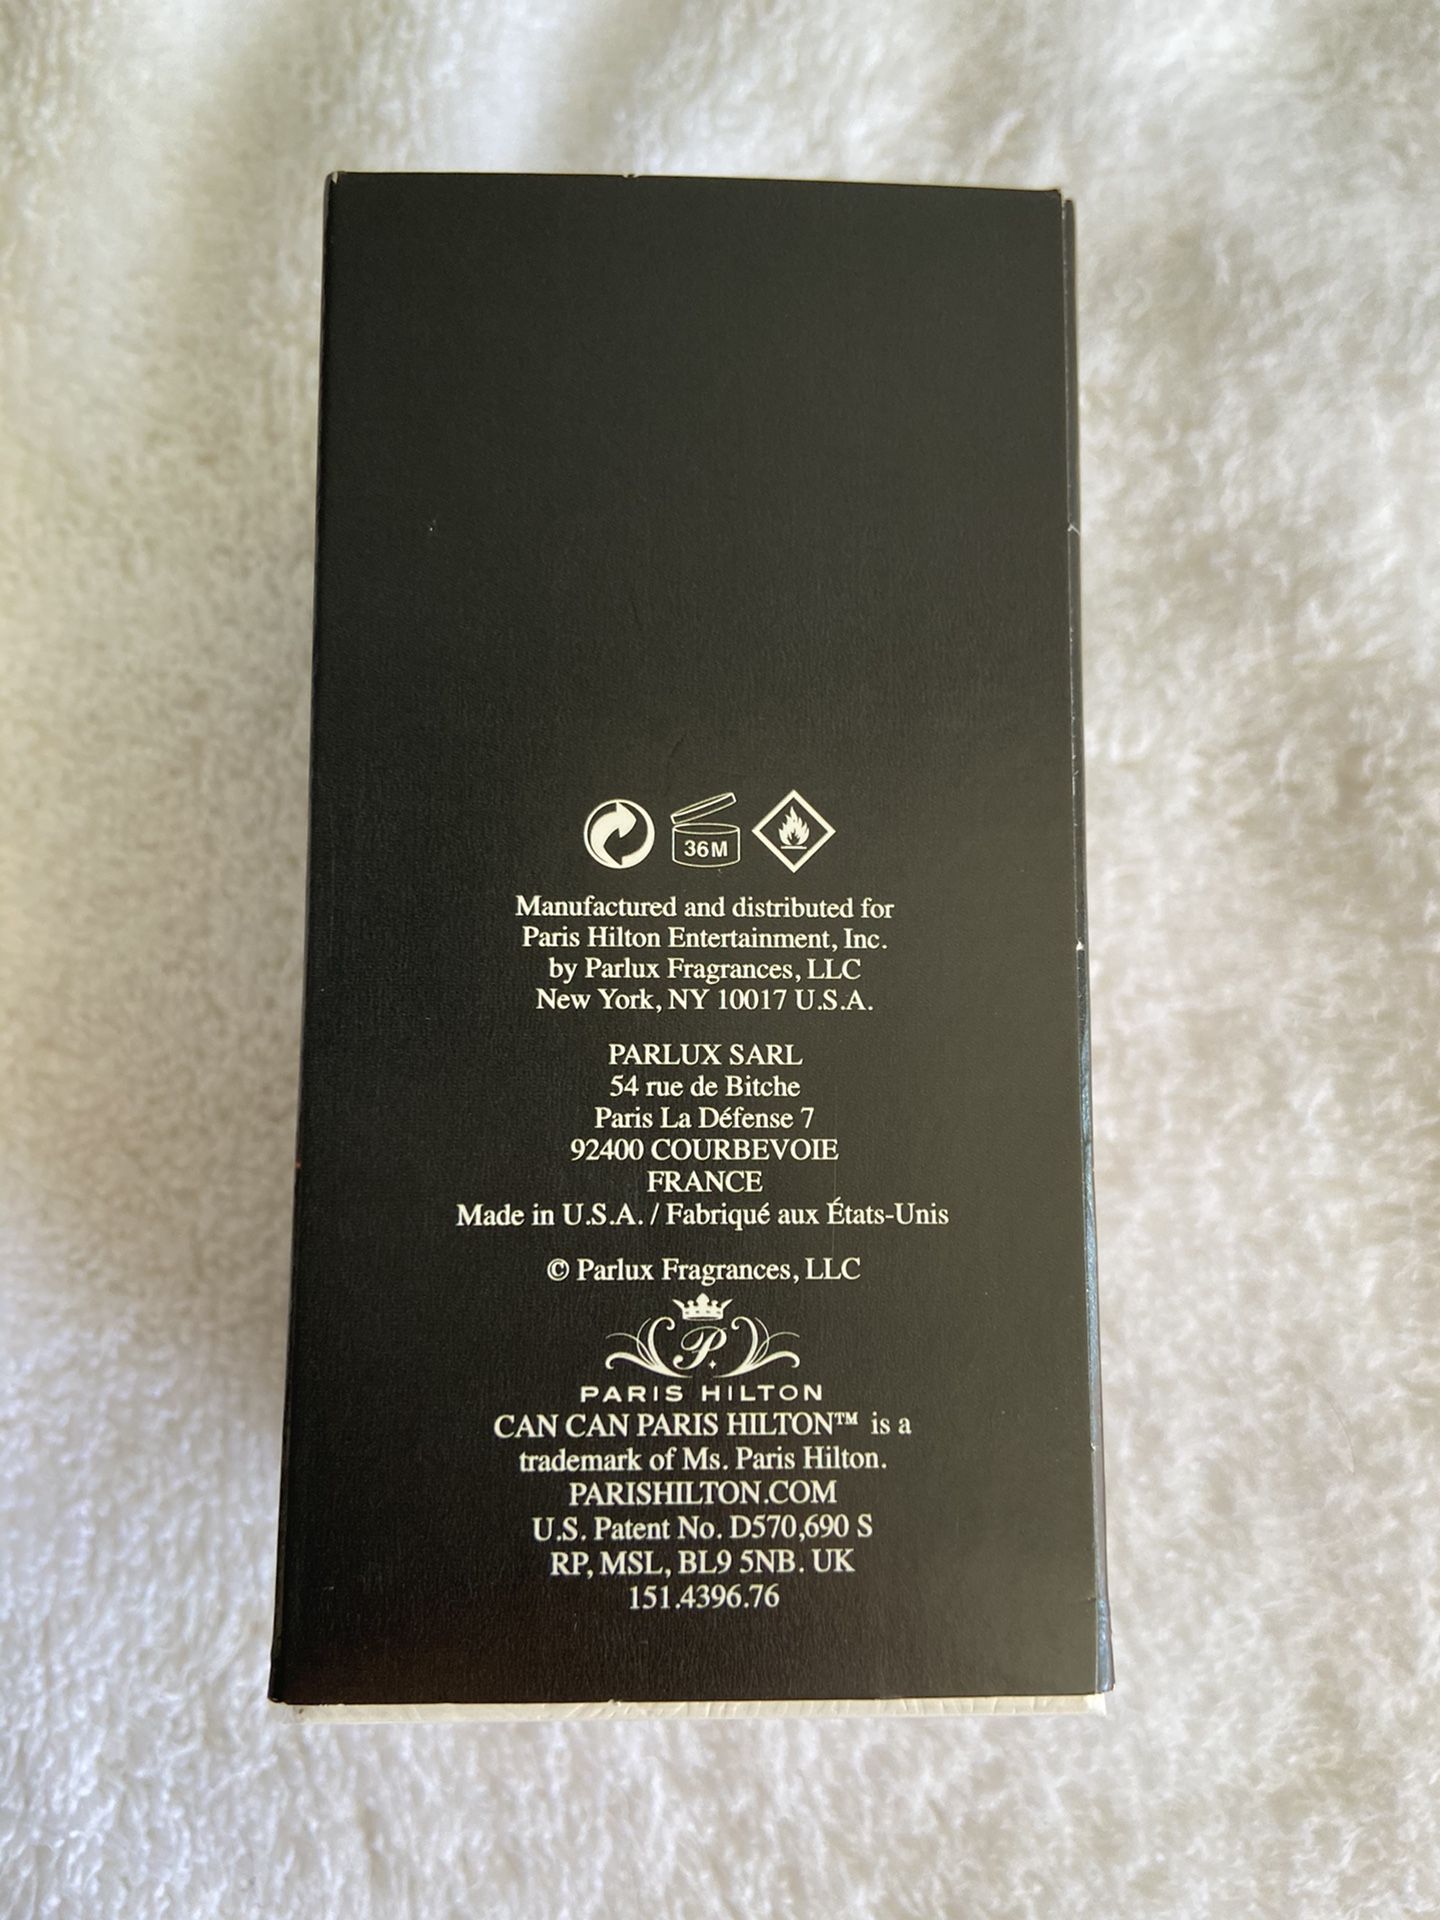 36M
Manufactured and distributed for
Paris Hilton Entertainment, Inc.
by Parlux Fragrances, LLC
New York, NY 10017 U.S.A.
PARLUX SARL
54 rue de Bitche
Paris La Défense 7
92400 COURBEVOIE
FRANCE
Made in U.S.A. / Fabriqué aux États-Unis
© Parlux Fragrances, LLC
P.
PARIS HILTON
CAN CAN PARIS HILTON™ is a
trademark of Ms. Paris Hilton.
PARISHILTON.COM
U.S. Patent No. D570,690 S
RP, MSL, BL9 5NB. UK
151.4396.76